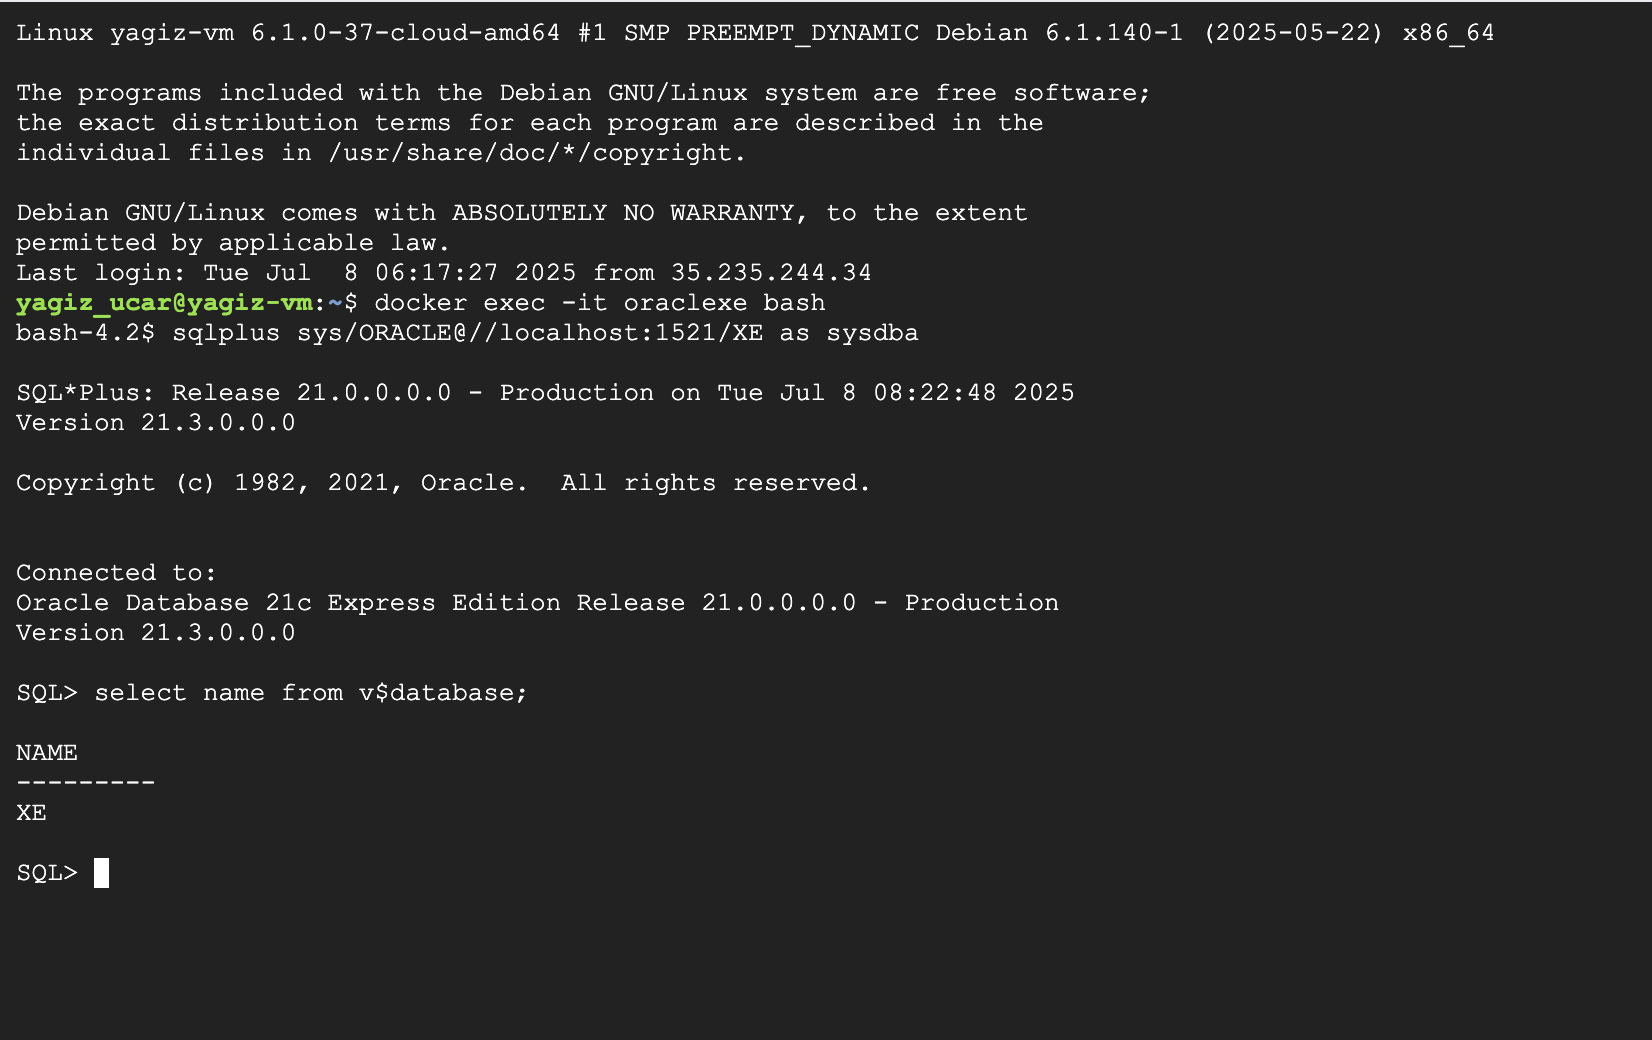 Linux yagiz-vm 6.1.0-37-cloud-amd64 #1 SMP PREEMPT_DYNAMIC Debian 6.1.140-1 (2025-05-22) x86_64
The programs included with the Debian GNU/Linux system are free software;
the exact distribution terms for each program are described in the
individual files in /usr/share/doc/*/copyright.
Debian GNU/Linux comes with ABSOLUTELY NO WARRANTY, to the extent
permitted by applicable law.
Last login: Tue Jul  8 06:17:27 2025 from 35.235.244.34
yagiz_ucar@yagiz-vm:~$ docker exec -it oraclexe bash
bash-4.2$ sqlplus sys/ORACLE@//localhost:1521/XE as sysdba
SQL*Plus: Release 21.0.0.0.0 - Production on Tue Jul 8 08:22:48 2025
Version 21.3.0.0.0
Copyright (c) 1982, 2021, Oracle.  All rights reserved.
Connected to:
Oracle Database 21c Express Edition Release 21.0.0.0.0 - Production
Version 21.3.0.0.0
SQL> select name from v$database;
NAME
---------
XE
SQL>